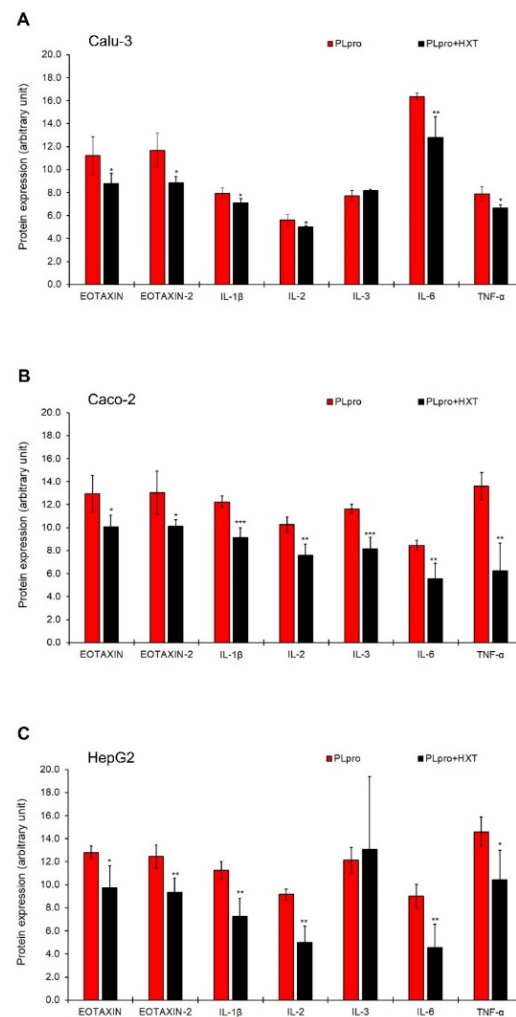 A
Calu-3
PLpro PLpro+HXT
Protein expression (arbitrary unit)
20.0
18.0
16.0
14.0
12.0
10.0
8.0
6.0
4.0
2.0
0.0
* * * * ** *
EOTAXIN EOTAXIN-2 IL-1β IL-2 IL-3 IL-6 TNF-α
B
Caco-2
PLpro PLpro+HXT
Protein expression (arbitrary unit)
20.0
18.0
16.0
14.0
12.0
10.0
8.0
6.0
4.0
2.0
0.0
* * *** ** *** ** **
EOTAXIN EOTAXIN-2 IL-1β IL-2 IL-3 IL-6 TNF-α
C
HepG2
PLpro PLpro+HXT
Protein expression (arbitrary unit)
20.0
18.0
16.0
14.0
12.0
10.0
8.0
6.0
4.0
2.0
0.0
* ** ** ** ** *
EOTAXIN EOTAXIN-2 IL-1β IL-2 IL-3 IL-6 TNF-α